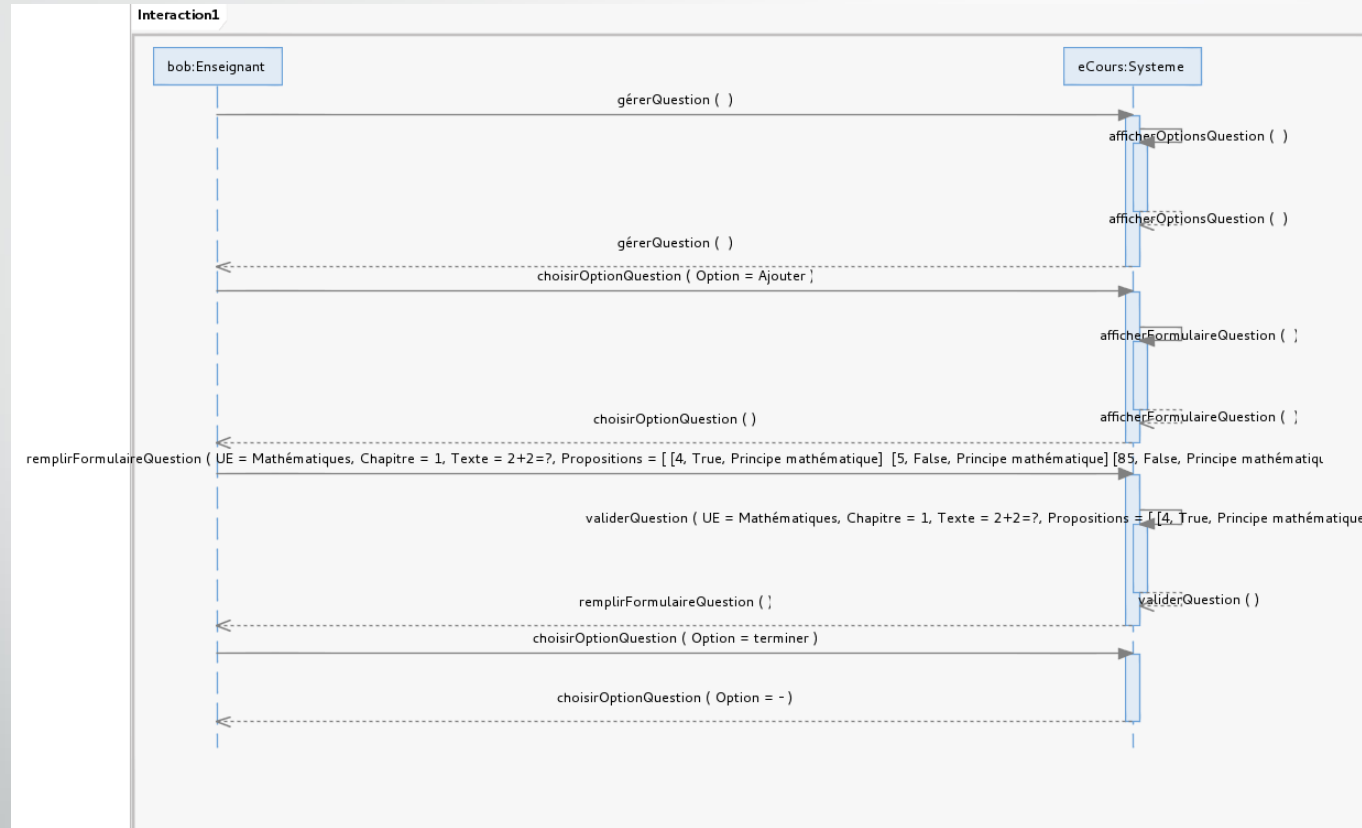 Interaction1
bob:Enseignant
eCours:Systeme
gérerQuestion ( )
afficherOptionsQuestion ( )
afficherOptionsQuestion ( )
gérerQuestion ( )
choisirOptionQuestion ( Option = Ajouter )
afficherFormulaireQuestion ( )
afficherFormulaireQuestion ( )
choisirOptionQuestion ( )
remplirFormulaireQuestion ( UE = Mathématiques, Chapitre = 1, Texte = 2+2=?, Propositions = [ [4, True, Principe mathématique] [5, False, Principe mathématique] [85, False, Principe
validerQuestion ( UE = Mathématiques, Chapitre = 1, Texte = 2+2=?, Propositions = [ [4, True, Principe mathématique
validerQuestion ( )
remplirFormulaireQuestion ( )
choisirOptionQuestion ( Option = terminer )
choisirOptionQuestion ( Option = - )